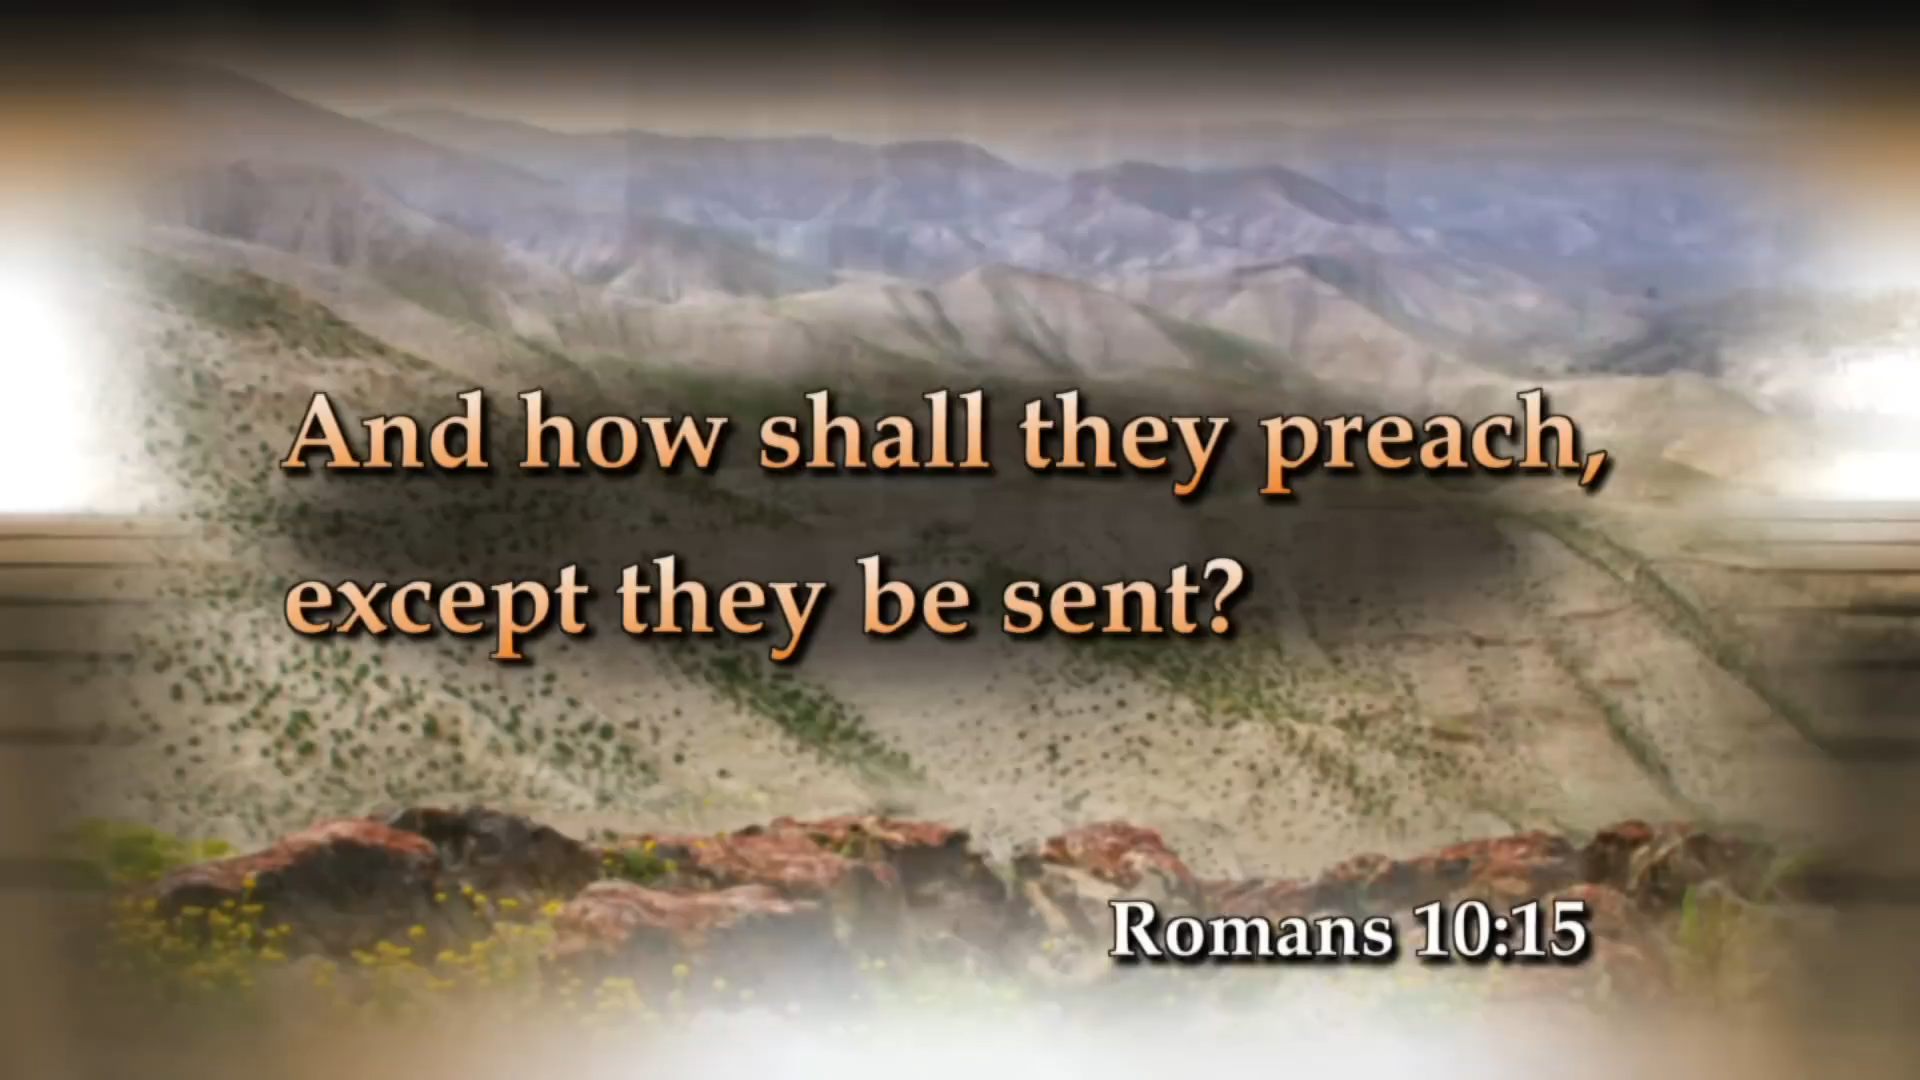 And how shall they preach,
except they be sent?
Romans 10:15